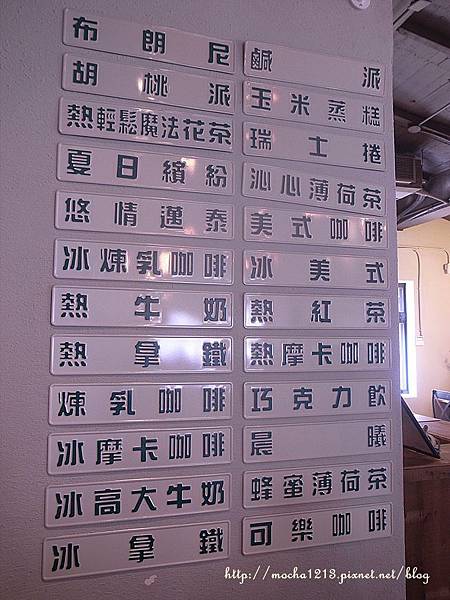 布朗尼
胡桃派
熱輕鬆魔法花茶
夏日繽紛
悠情邁泰
冰煉乳咖啡
熱牛奶
熱拿鐵
煉乳咖啡
冰摩卡咖啡
冰高大牛奶
冰拿鐵
鹹派
玉米蒸糕
瑞士捲
沁心薄荷茶
美式咖啡
冰美式
熱紅茶
熱摩卡咖啡
巧克力飲
晨曦
蜂蜜薄荷茶
可樂咖啡
http://mocha1213.pixnet.net/blog